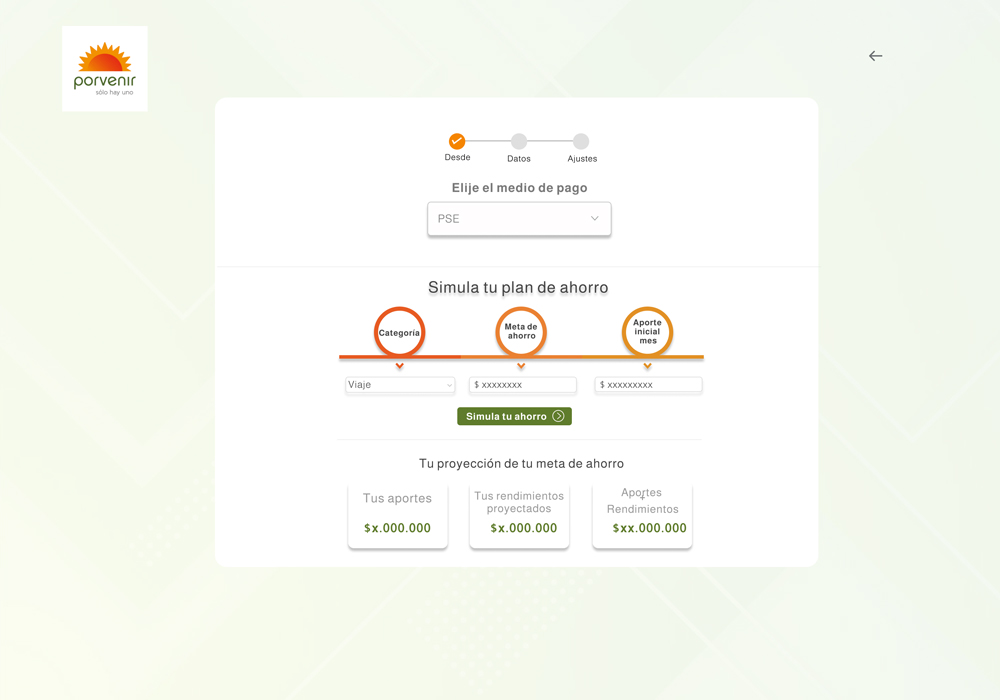 porvenir
sólo hay uno
Desde
Datos
Ajustes
Elije el medio de pago
PSE
Simula tu plan de ahorro
Categoría
Meta de
ahorro
Aporte
inicial
mes
Viaje
$ xxxxxxxx
$ xxxxxxxxx
Simula tu ahorro
Tu proyección de tu meta de ahorro
Tus aportes
$x.000.000
Tus rendimientos
proyectados
$x.000.000
Aportes
+
Rendimientos
$xx.000.000